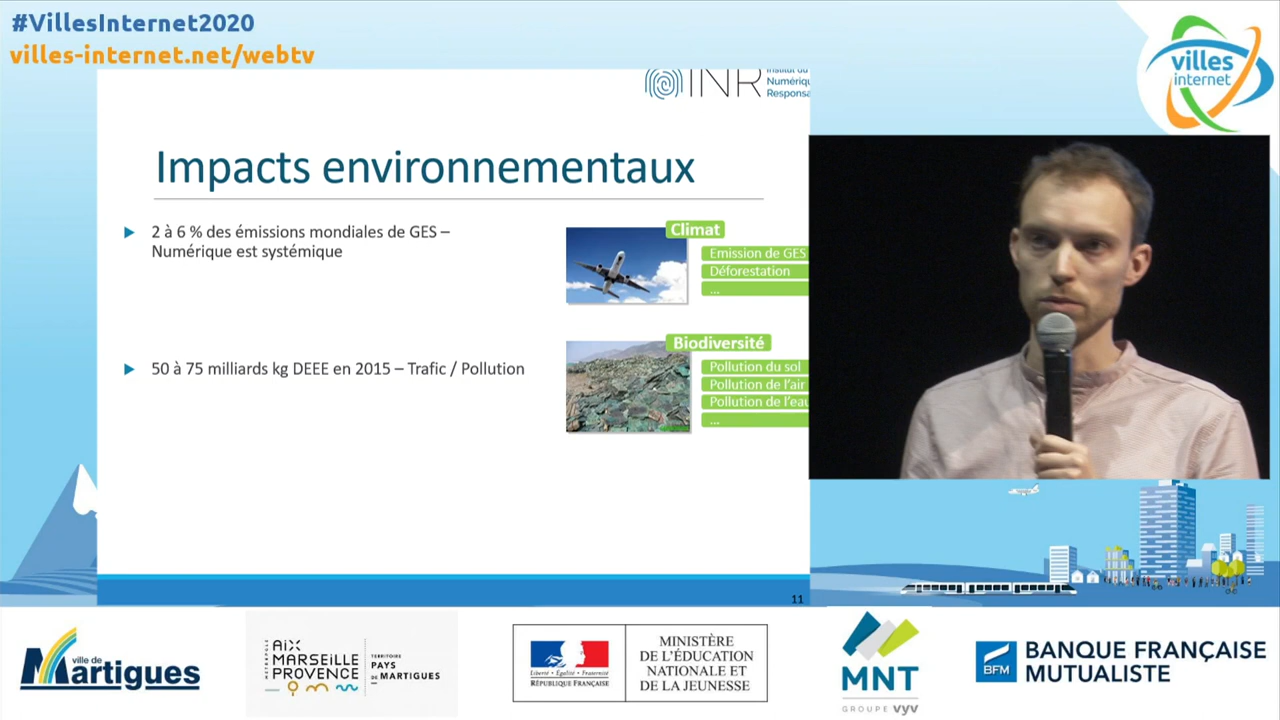 #VillesInternet2020
villes-internet.net/webtv
villes
internet
INR
Institut du
Numériqu
Responsa
Impacts environnementaux
2 à 6 % des émissions mondiales de GES –
Numérique est systémique
Climat
Emission de GES
Déforestation
...
50 à 75 milliards kg DEEE en 2015 – Trafic / Pollution
Biodiversité
Pollution du sol
Pollution de l'air
Pollution de l'eau
...
11
ville de
Martigues
MÉTROPOLE
AIX
MARSEILLE
PROVENCE
TERRITOIRE
PAYS
DE MARTIGUES
Liberté • Égalité • Fraternité
RÉPUBLIQUE FRANÇAISE
MINISTÈRE
DE L'ÉDUCATION
NATIONALE ET
DE LA JEUNESSE
MNT
GROUPE vyv
BFM
BANQUE FRANÇAISE
MUTUALISTE